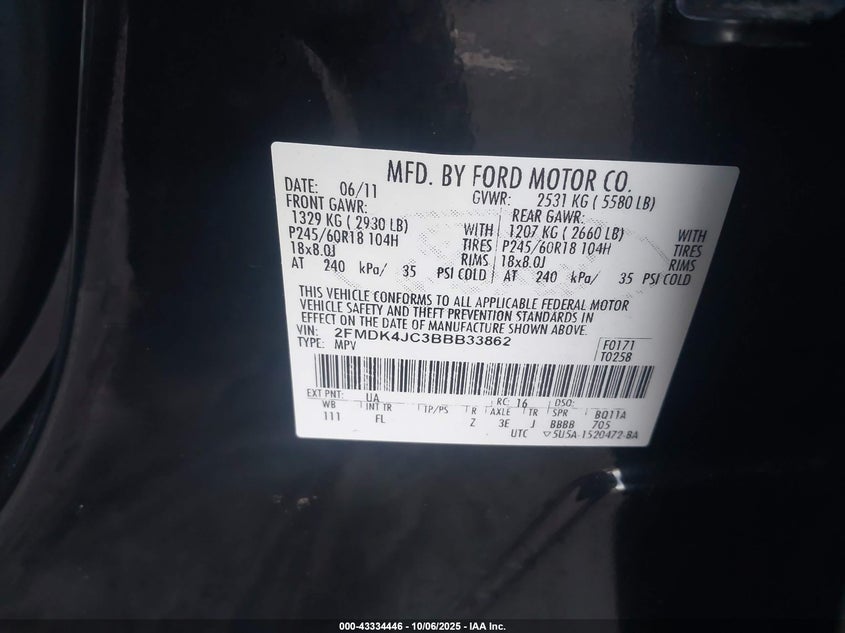 MFD. BY FORD MOTOR CO.
DATE: 06/11 GVWR: 2531 KG ( 5580 LB)
FRONT GAWR: REAR GAWR:
1329 KG ( 2930 LB) WITH 1207 KG ( 2660 LB) WITH
P245/60R18 104H TIRES P245/60R18 104H TIRES
18x8.0J RIMS 18x8.0J RIMS
AT 240 kPa/ 35 PSI COLD AT 240 kPa/ 35 PSI COLD
THIS VEHICLE CONFORMS TO ALL APPLICABLE FEDERAL MOTOR
VEHICLE SAFETY AND THEFT PREVENTION STANDARDS IN
EFFECT ON THE DATE OF MANUFACTURE SHOWN ABOVE.
VIN: 2FMDK4JC3BBB33862 F0171
TYPE: MPV T0258
EXT PNT: UA RC: 16 DSO:
WB INT TR TP/PS R AXLE TR SPR BQ11A
111 FL Z 3E J BBBB 705
UTC ▽5U5A-1520472-BA
000-43334446 - 10/06/2025 - IAA Inc.